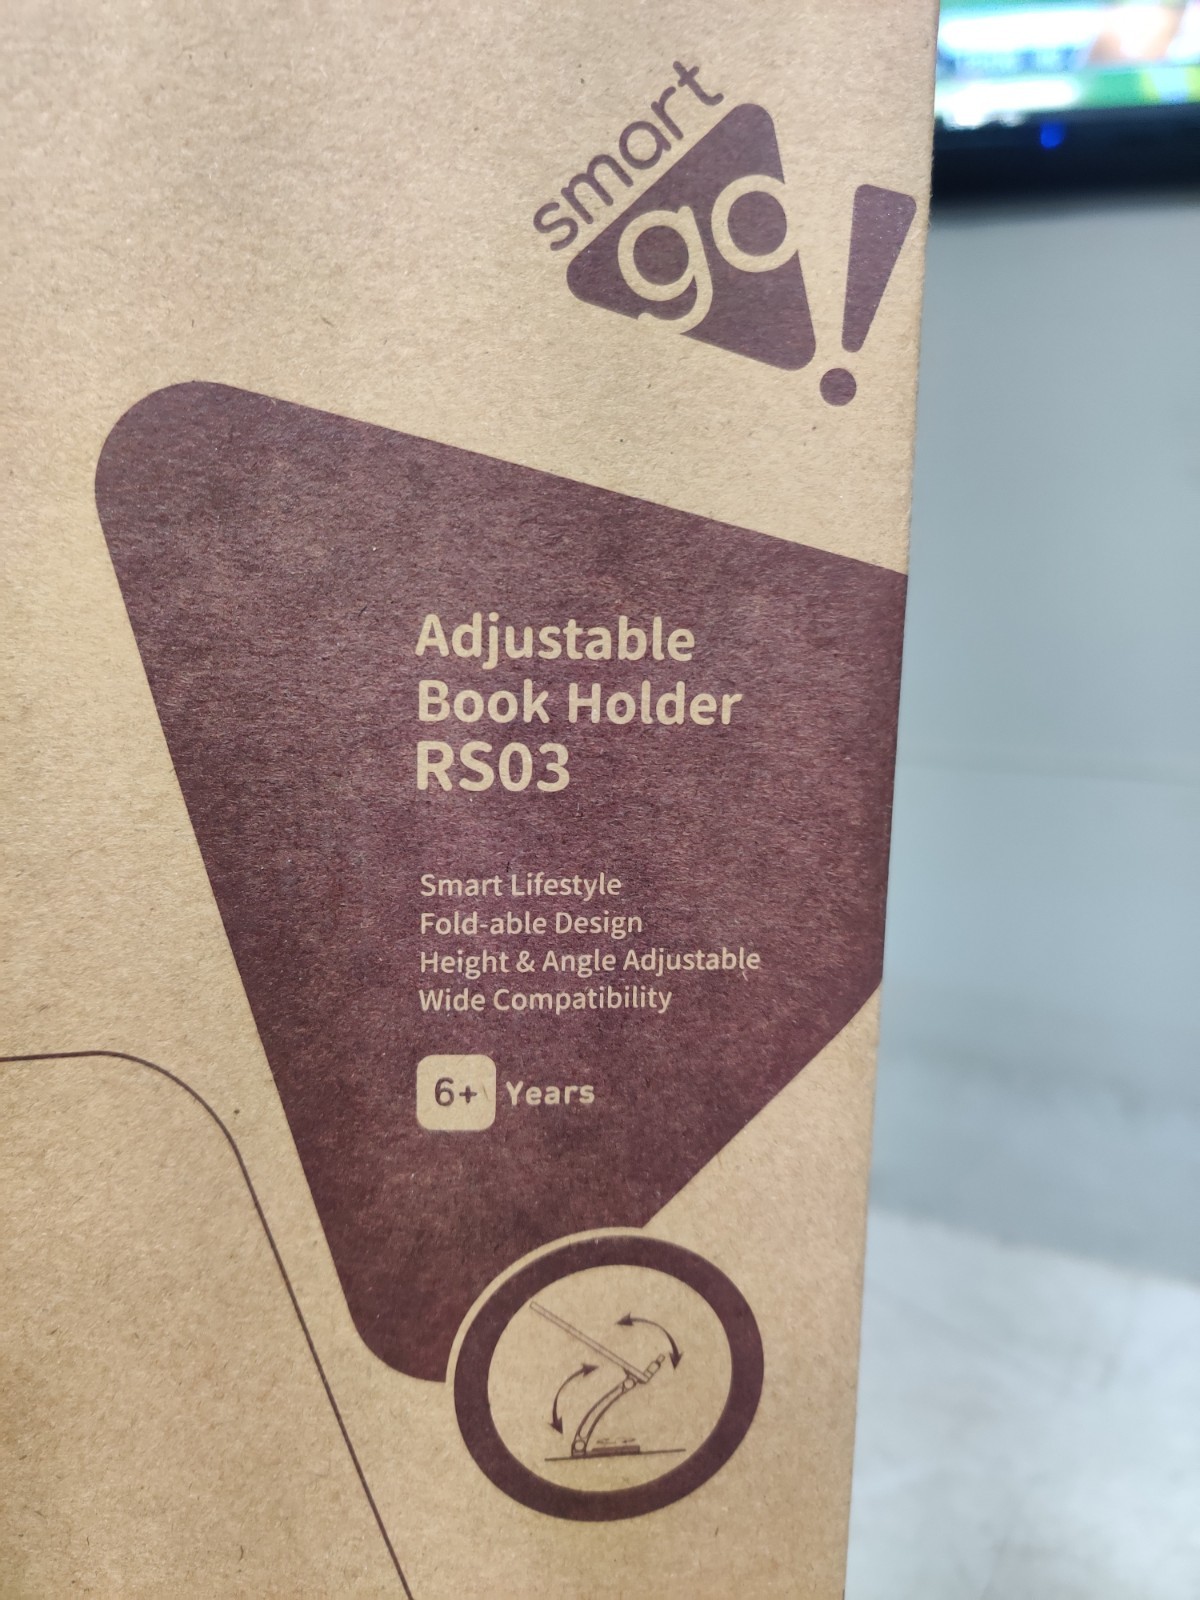 smart
go!
Adjustable
Book Holder
RS03
Smart Lifestyle
Fold-able Design
Height & Angle Adjustable
Wide Compatibility
6+ Years